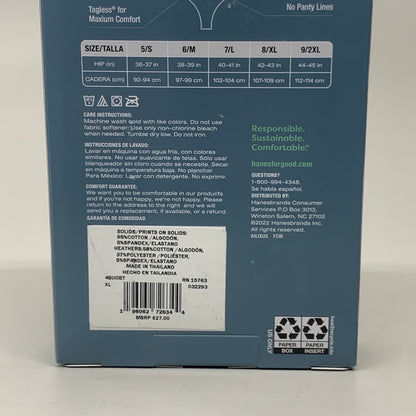 Tagless® for
Maxium Comfort
No Panty Lines
SIZE/TALLA 5/S 6/M 7/L 8/XL 9/2XL
HIP (in) 36-37 38-39 40-41 42-43 44-45
CADERA (cm) 92-94 cm 97-99 cm 102-104 cm 107-109 cm 112-114 cm
CARE INSTRUCTIONS:
Machine wash cold with like colors. Do not use
fabric softener. Use only non-chlorine bleach
when needed. Tumble dry low. Do not iron.
INSTRUCCIONES DE LAVADO:
Lavar en máquina con agua fría, con colores
similares. No usar suavizante de telas. Sólo usar
blanqueador sin cloro cuando se necesite. Secar
en máquina a temperatura baja. No planchar.
Para México: Lavar con detergente. No exprimir.
COMFORT GUARANTEE:
We want you to be comfortable in our products
and if you're not happy, we're not happy. Please
return to the address to the right and we will
send you a replacement, if available, or a refund.
GARANTÍA DE COMODIDAD
Responsible.
Sustainable.
Comfortable.
hanesforgood.com
QUESTIONS?
1-800-994-4348.
Se habla español.
DISTRIBUTED BY:
Hanesbrands Consumer
Services P.O Box 3013,
Winston Salem, NC 27102
©2022 Hanesbrands Inc.
FCW
SOLIDS/PRINTS ON SOLIDS:
95%COTTON/ALGODÓN,
5%SPANDEX/ELASTANO
HEATHERS:58%COTTON/ALGODÓN,
37%POLYESTER/POLIÉSTER,
5%SPANDEX/ELASTANO
MADE IN THAILAND
HECHO EN TAILANDIA
45UOBT RN 15763
XL 032293
1 96062 72634 4
MSRP $27.00
PAPER
BOX
PAPER
INSERT
US ONLY
how2recycle.info